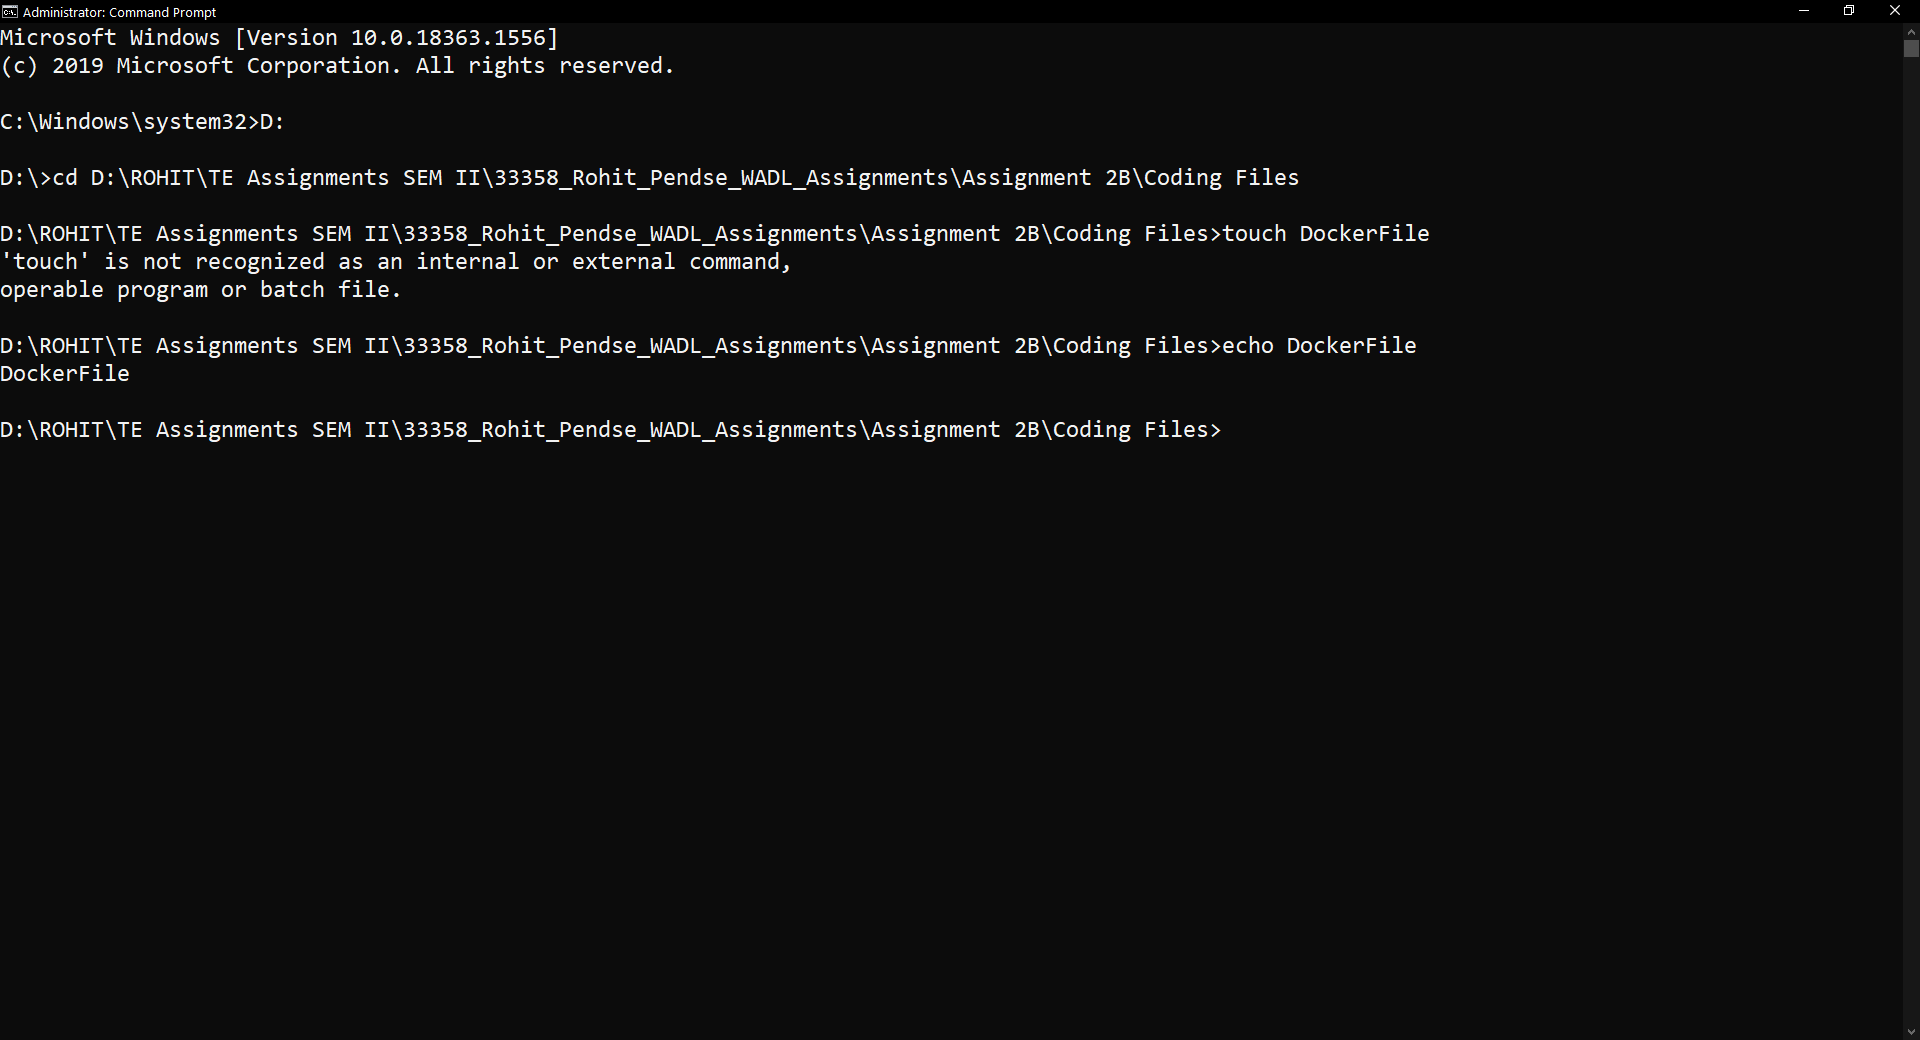 Administrator: Command Prompt
Microsoft Windows [Version 10.0.18363.1556]
(c) 2019 Microsoft Corporation. All rights reserved.
C:\Windows\system32>D:
D:\>cd D:\ROHIT\TE Assignments SEM II\33358_Rohit_Pendse_WADL_Assignments\Assignment 2B\Coding Files
D:\ROHIT\TE Assignments SEM II\33358_Rohit_Pendse_WADL_Assignments\Assignment 2B\Coding Files>touch DockerFile
'touch' is not recognized as an internal or external command,
operable program or batch file.
D:\ROHIT\TE Assignments SEM II\33358_Rohit_Pendse_WADL_Assignments\Assignment 2B\Coding Files>echo DockerFile
DockerFile
D:\ROHIT\TE Assignments SEM II\33358_Rohit_Pendse_WADL_Assignments\Assignment 2B\Coding Files>